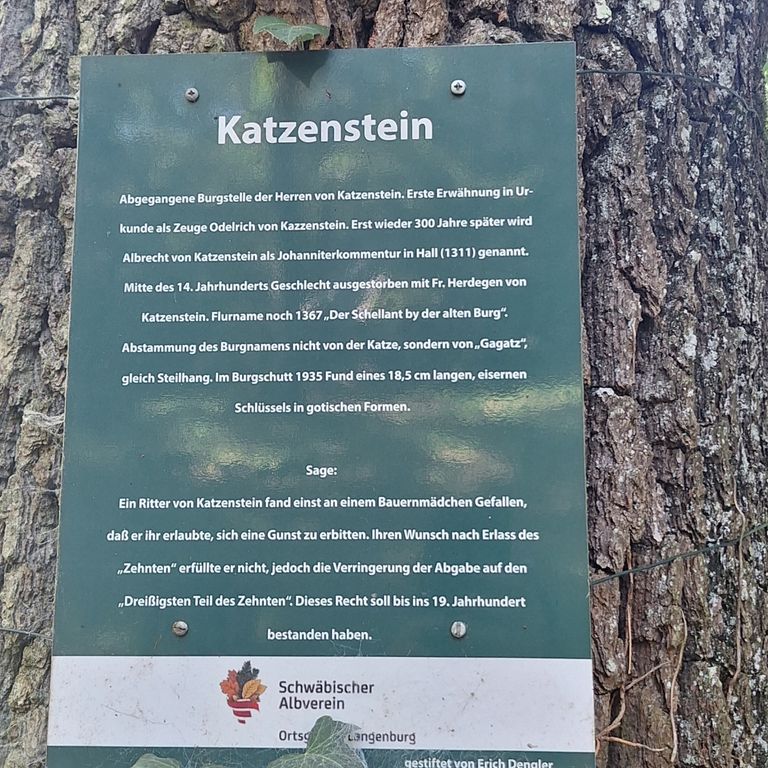 Katzenstein
Abgegangene Burgstelle der Herren von Katzenstein. Erste Erwähnung in Ur-
kunde als Zeuge Odelrich von Kazzenstein. Erst wieder 300 Jahre später wird
Albrecht von Katzenstein als Johanniterkommentur in Hall (1311) genannt.
Mitte des 14. Jahrhunderts Geschlecht ausgestorben mit Fr. Herdegen von
Katzenstein. Flurname noch 1367 „Der Schellant by der alten Burg“.
Abstammung des Burgnamens nicht von der Katze, sondern von „Gagatz“,
gleich Steilhang. Im Burgschutt 1935 Fund eines 18,5 cm langen, eisernen
Schlüssels in gotischen Formen.
Sage:
Ein Ritter von Katzenstein fand einst an einem Bauernmädchen Gefallen,
daß er ihr erlaubte, sich eine Gunst zu erbitten. Ihren Wunsch nach Erlass des
„Zehnten“ erfüllte er nicht, jedoch die Verringerung der Abgabe auf den
„Dreißigsten Teil des Zehnten“. Dieses Recht soll bis ins 19. Jahrhundert
bestanden haben.
Schwäbischer
Albverein
gestiftet von Erich Dengler